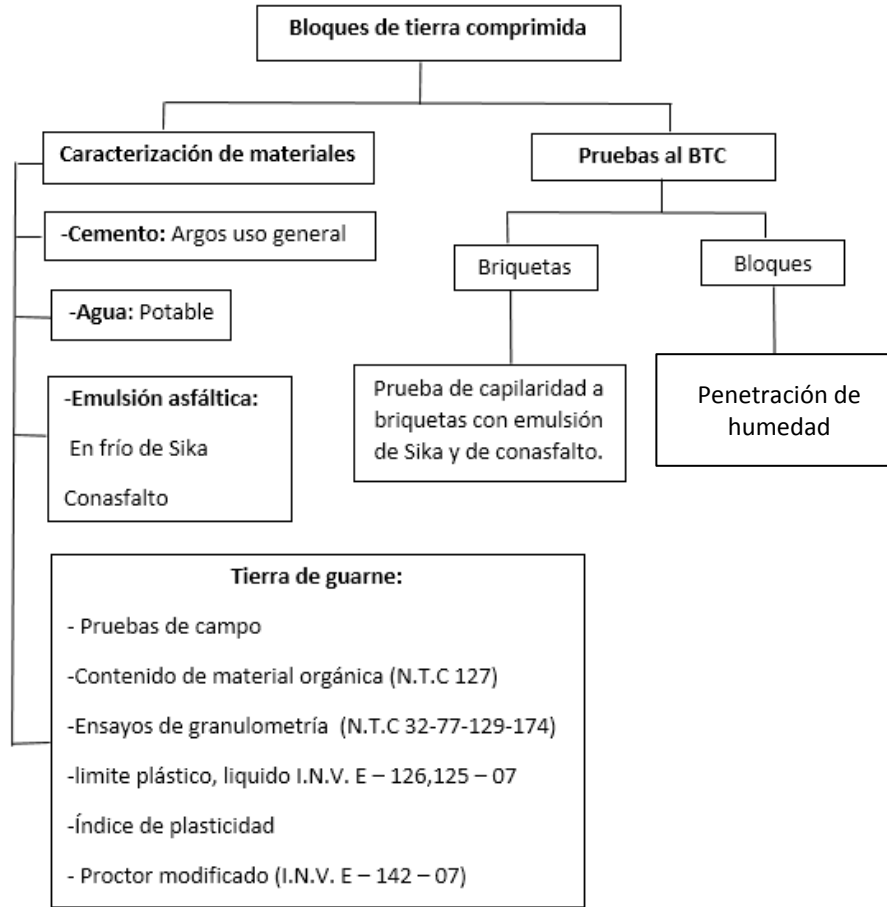 Bloques de tierra comprimida
Caracterización de materiales
Pruebas al BTC
-Cemento: Argos uso general
Briquetas
Bloques
-Agua: Potable
Prueba de capilaridad a
briquetas con emulsión
de Sika y de conasfalto.
Penetración de
humedad
-Emulsión asfáltica:
En frío de Sika
Conasfalto
Tierra de guarne:
- Pruebas de campo
-Contenido de material orgánica (N.T.C 127)
-Ensayos de granulometría (N.T.C 32-77-129-174)
-limite plástico, liquido I.N.V. E – 126,125 – 07
-Índice de plasticidad
- Proctor modificado (I.N.V. E – 142 – 07)